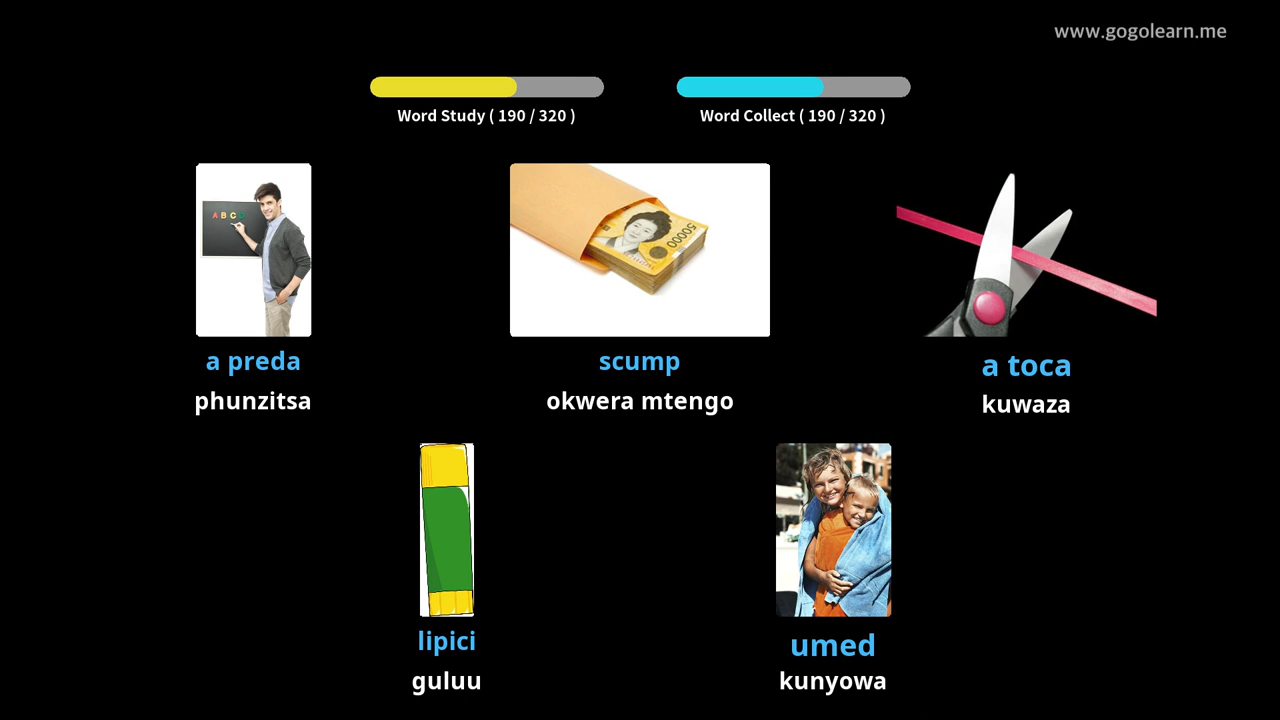 www.gogolearn.me
Word Study ( 190 / 320 )
Word Collect ( 190 / 320 )
A B C D
50000
a preda
phunzitsa
scump
okwera mtengo
a toca
kuwaza
lipici
guluu
umed
kunyowa